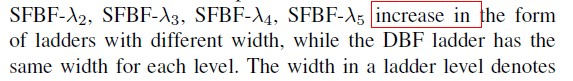 SFBF-λ₂, SFBF-λ₃, SFBF-λ₄, SFBF-λ₅ increase in the form
of ladders with different width, while the DBF ladder has the
same width for each level. The width in a ladder level denotes